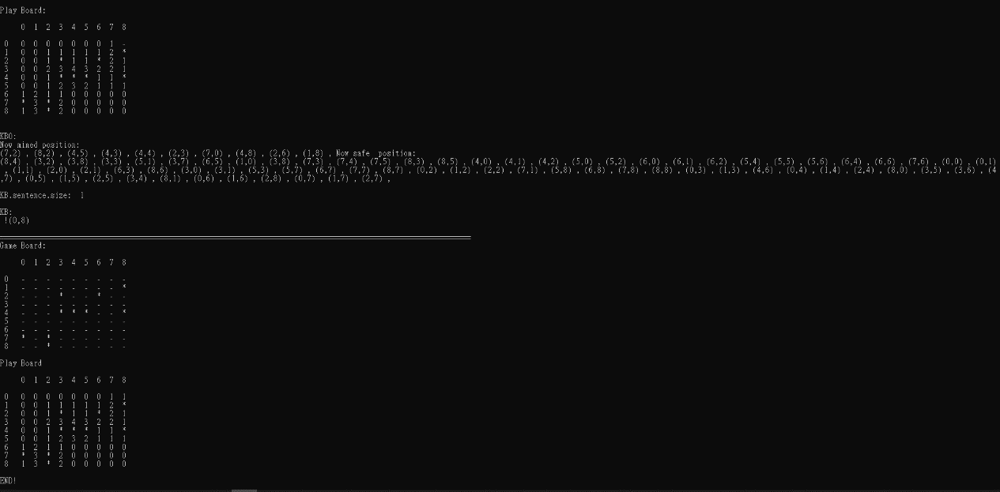 Play Board:
    0 1 2 3 4 5 6 7 8
0   0 0 0 0 0 0 0 1 -
1   0 0 1 1 1 1 1 2 *
2   0 0 1 * 1 1 * 2 1
3   0 0 2 3 4 3 2 2 1
4   0 0 1 * * * 1 1 *
5   0 0 1 2 3 2 1 1 1
6   1 2 1 1 0 0 0 0 0
7   * 3 * 2 0 0 0 0 0
8   1 3 * 2 0 0 0 0 0
KB0:
Now mined position:
(7,2) , (8,2) , (4,5) , (4,3) , (4,4) , (2,3) , (7,0) , (4,8) , (2,6) , (1,8) , Now safe  position:
(8,4) , (3,2) , (3,8) , (3,3) , (5,1) , (3,7) , (6,5) , (1,0) , (3,8) , (7,3) , (7,4) , (7,5) , (8,3) , (8,5) , (4,0) , (4,1) , (4,2) , (5,0) , (5,2) , (6,0) , (6,1) , (6,2) , (5,4) , (5,5) , (5,6) , (6,4) , (6,6) , (7,6) , (0,0) , (0,1)
, (1,1) , (2,0) , (2,1) , (6,3) , (8,6) , (3,0) , (3,1) , (5,3) , (5,7) , (6,7) , (7,7) , (8,7) , (0,2) , (1,2) , (2,2) , (7,1) , (5,8) , (6,8) , (7,8) , (8,8) , (0,3) , (1,3) , (4,6) , (0,4) , (1,4) , (2,4) , (8,0) , (3,5) , (3,6) , (4
,7) , (0,5) , (1,5) , (2,5) , (3,4) , (8,1) , (0,6) , (1,6) , (2,8) , (0,7) , (1,7) , (2,7) ,
KB.sentence.size:  1
KB:
!(0,8)
Game Board:
    0 1 2 3 4 5 6 7 8
0   - - - - - - - - -
1   - - - - - - - - *
2   - - - * - - * - -
3   - - - - - - - - -
4   - - - * * * - - *
5   - - - - - - - - -
6   - - - - - - - - -
7   * - * - - - - - -
8   - - * - - - - - -
Play Board
    0 1 2 3 4 5 6 7 8
0   0 0 0 0 0 0 0 1 1
1   0 0 1 1 1 1 1 2 *
2   0 0 1 * 1 1 * 2 1
3   0 0 2 3 4 3 2 2 1
4   0 0 1 * * * 1 1 *
5   0 0 1 2 3 2 1 1 1
6   1 2 1 1 0 0 0 0 0
7   * 3 * 2 0 0 0 0 0
8   1 3 * 2 0 0 0 0 0
END!